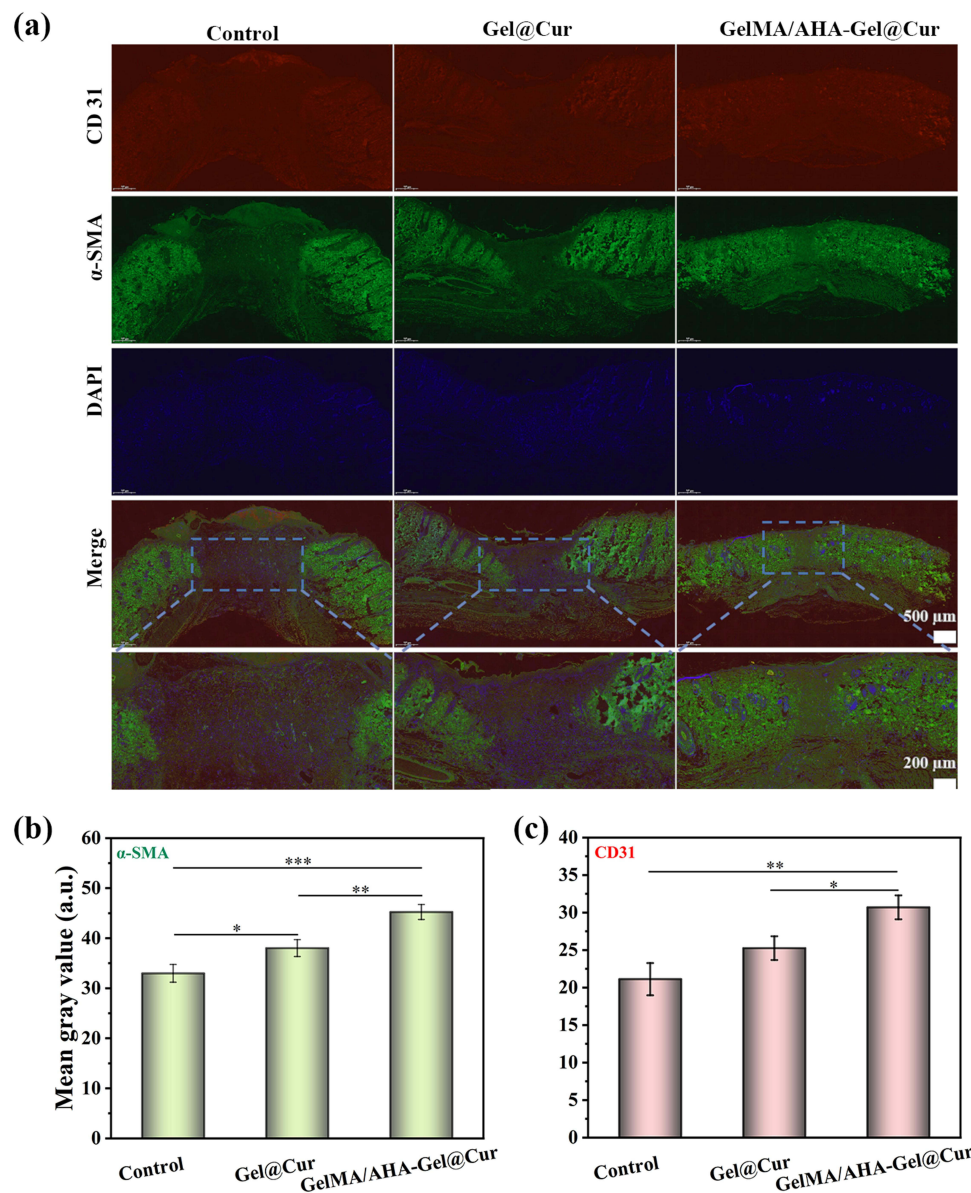 (a)
Control
Gel@Cur
GelMA/AHA-Gel@Cur
CD 31
α-SMA
DAPI
Merge
500 μm
200 μm
(b)
α-SMA
Mean gray value (a.u.)
60
50
40
30
20
10
0
***
**
*
Control
Gel@Cur
GelMA/AHA-Gel@Cur
(c)
CD31
40
35
30
25
20
15
10
5
0
**
*
Control
Gel@Cur
GelMA/AHA-Gel@Cur